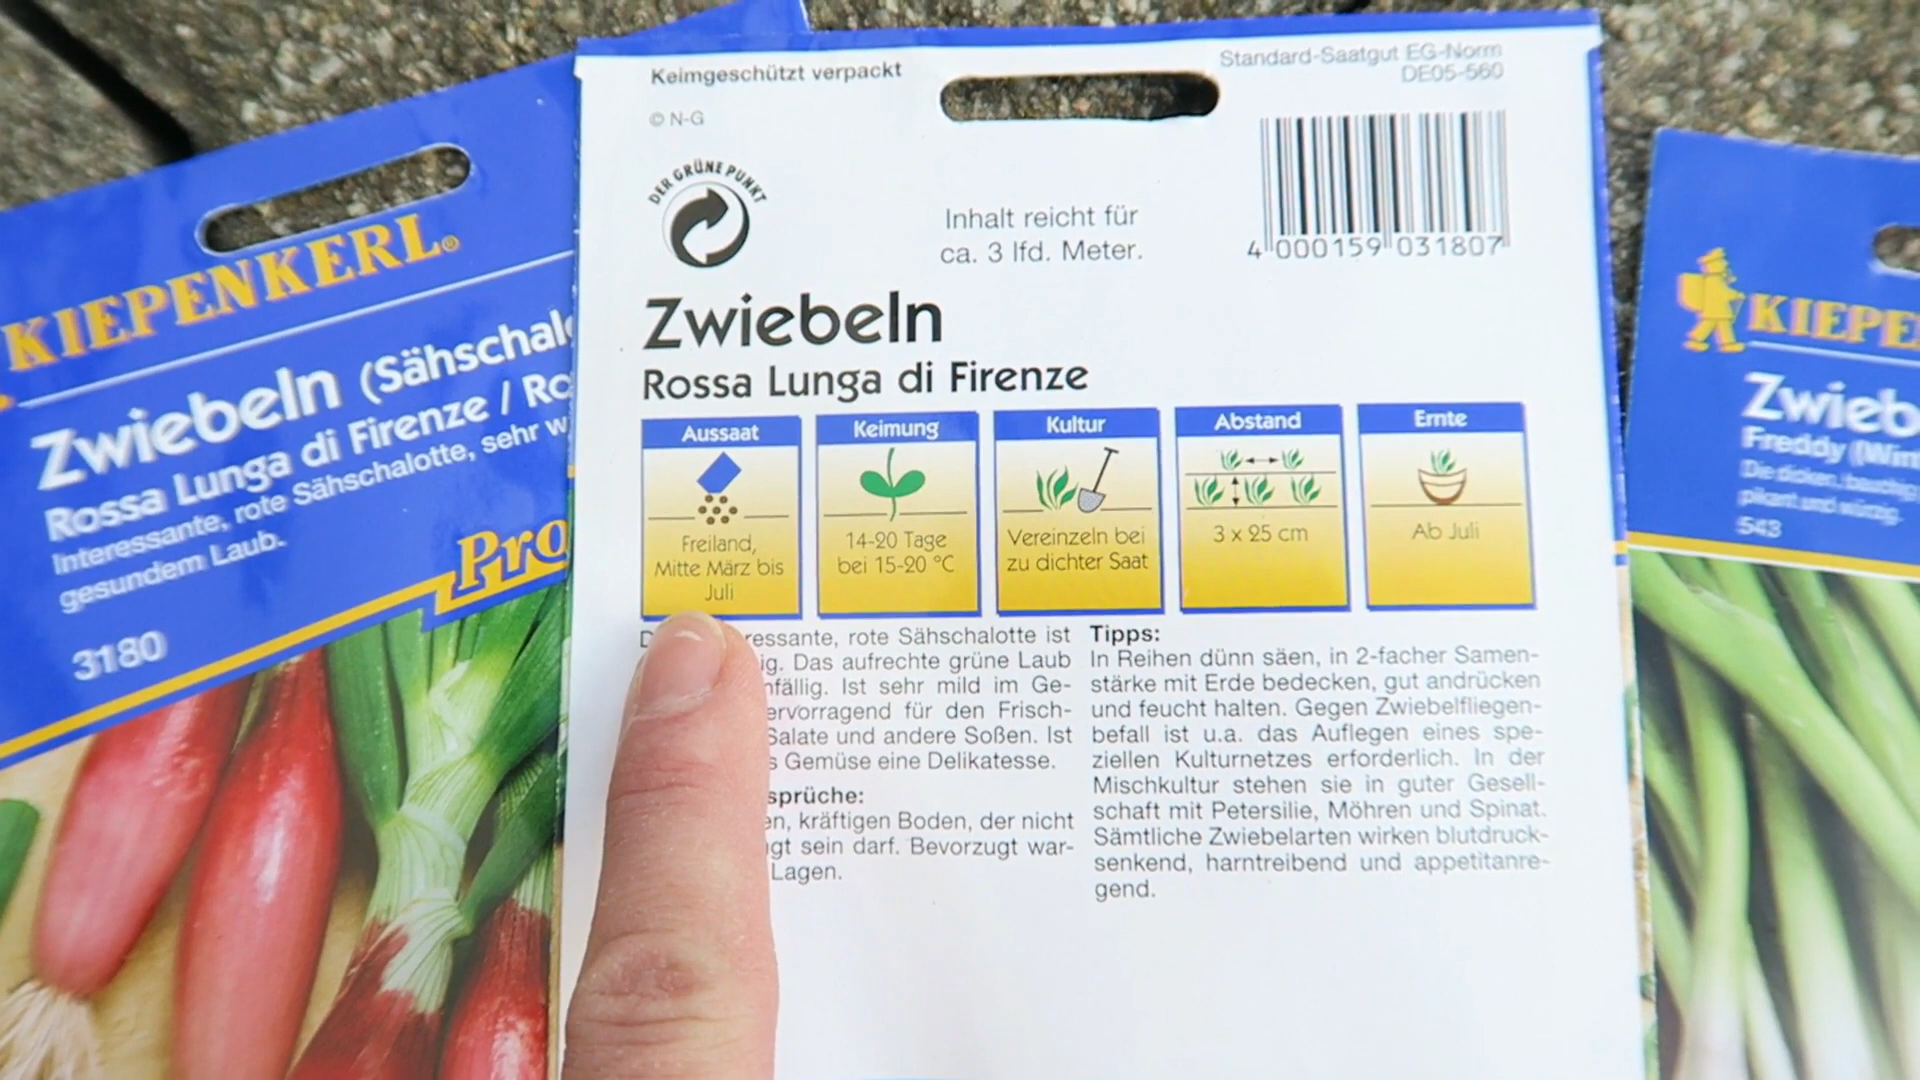 KIEPENKERL®
Zwiebeln (Sähschal
Rossa Lunga di Firenze / Ro
Interessante, rote Sähschalotte, sehr w
gesundem Laub.
Pro
3180
Keimgeschützt verpackt
© N-G
DER GRÜNE PUNKT
Standard-Saatgut EG-Norm
DE05-560
Inhalt reicht für
ca. 3 lfd. Meter.
4 000159 031807
Zwiebeln
Rossa Lunga di Firenze
Aussaat
Freiland,
Mitte März bis
Juli
Keimung
14-20 Tage
bei 15-20 °C
Kultur
Vereinzeln bei
zu dichter Saat
Abstand
3 x 25 cm
Ernte
Ab Juli
ressante, rote Sähschalotte ist
ig. Das aufrechte grüne Laub
nfällig. Ist sehr mild im Ge-
ervorragend für den Frisch-
Salate und andere Soßen. Ist
s Gemüse eine Delikatesse.
sprüche:
en, kräftigen Boden, der nicht
gt sein darf. Bevorzugt war-
Lagen.
Tipps:
In Reihen dünn säen, in 2-facher Samen-
stärke mit Erde bedecken, gut andrücken
und feucht halten. Gegen Zwiebelfliegen-
befall ist u.a. das Auflegen eines spe-
ziellen Kulturnetzes erforderlich. In der
Mischkultur stehen sie in guter Gesell-
schaft mit Petersilie, Möhren und Spinat.
Sämtliche Zwiebelarten wirken blutdruck-
senkend, harntreibend und appetitanre-
gend.
KIEPE
Zwieb
Freddy (Win
Die dicken, bauchig
pikant und würzig.
543